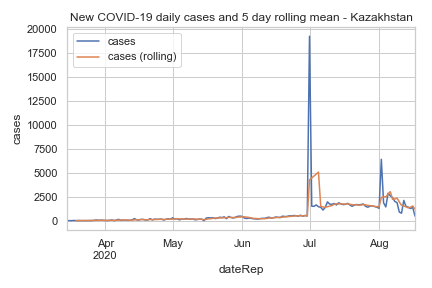 New COVID-19 daily cases and 5 day rolling mean - Kazakhstan
cases
cases (rolling)
20000
17500
15000
12500
10000
7500
5000
2500
0
cases
Apr
2020
May
Jun
Jul
Aug
dateRep